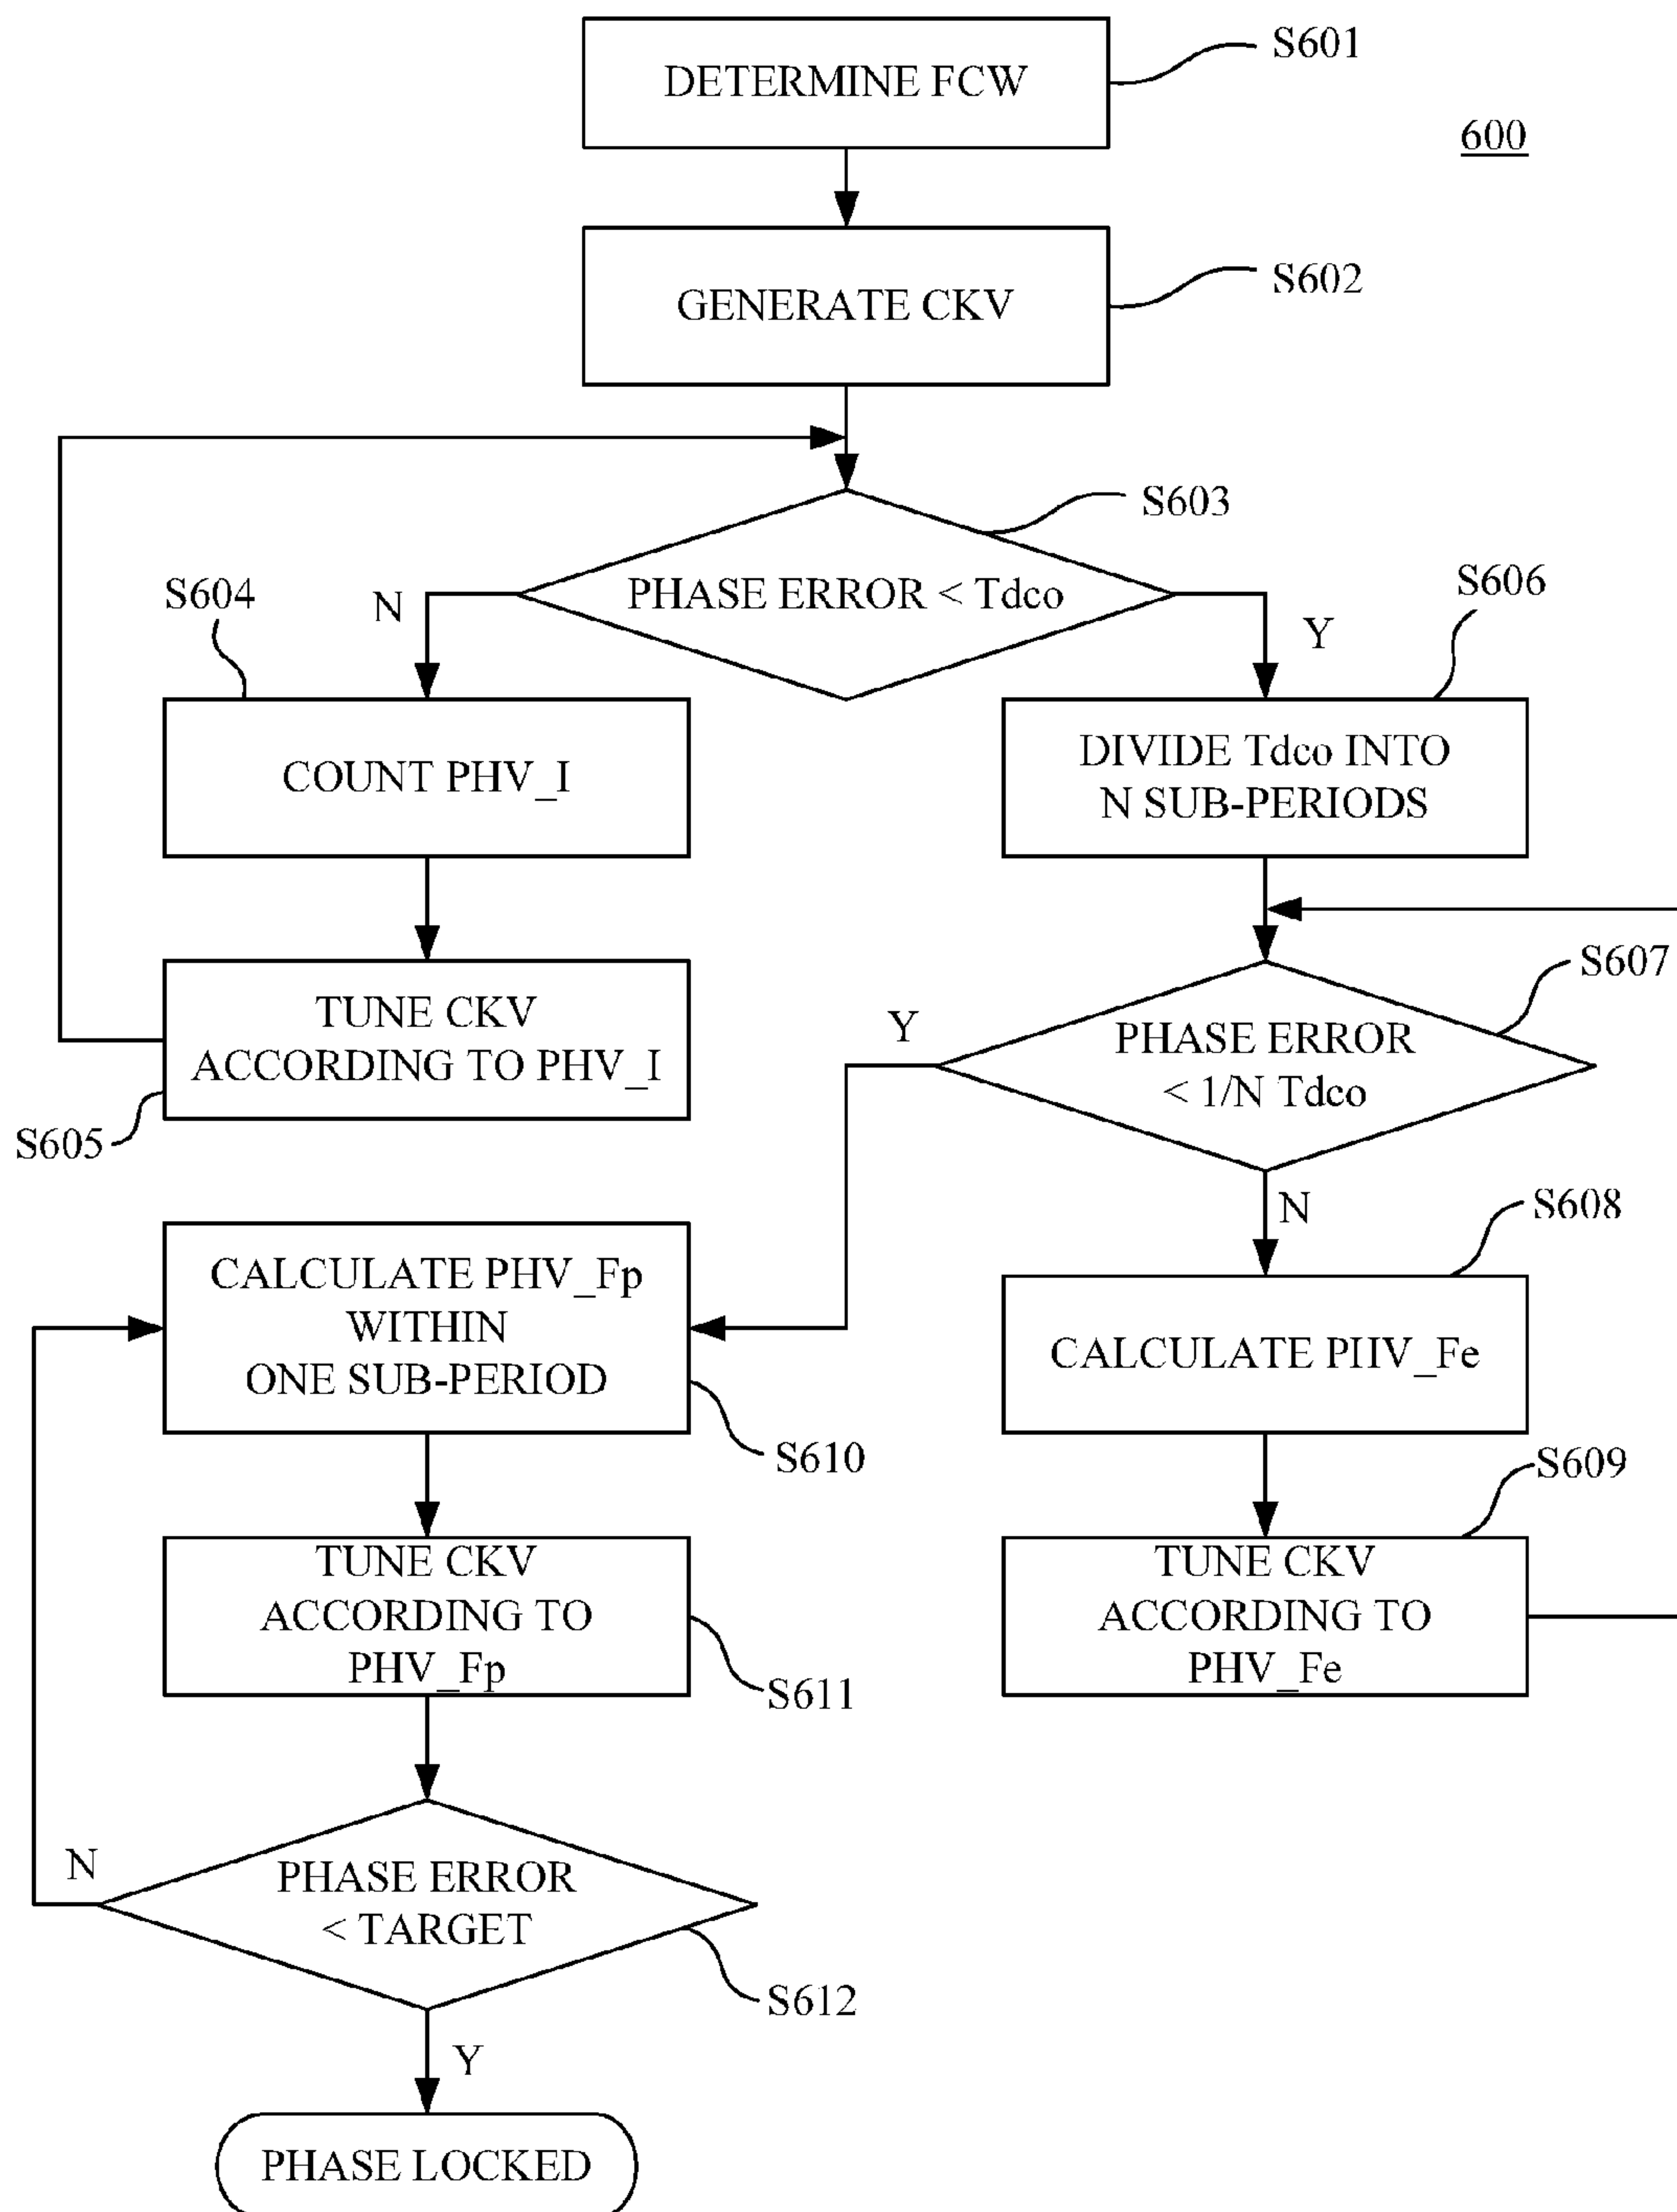 DETERMINE FCW
S601
600
GENERATE CKV
S602
S603
PHASE ERROR < Tdco
N
Y
S604
S606
COUNT PHV_I
DIVIDE Tdco INTO
N SUB-PERIODS
TUNE CKV
ACCORDING TO PHV_I
S605
S607
PHASE ERROR
< 1/N Tdco
Y
N
S608
CALCULATE PHV_Fe
CALCULATE PHV_Fp
WITHIN
ONE SUB-PERIOD
S610
S609
TUNE CKV
ACCORDING TO
PHV_Fp
S611
TUNE CKV
ACCORDING TO
PHV_Fe
N
PHASE ERROR
< TARGET
S612
Y
PHASE LOCKED